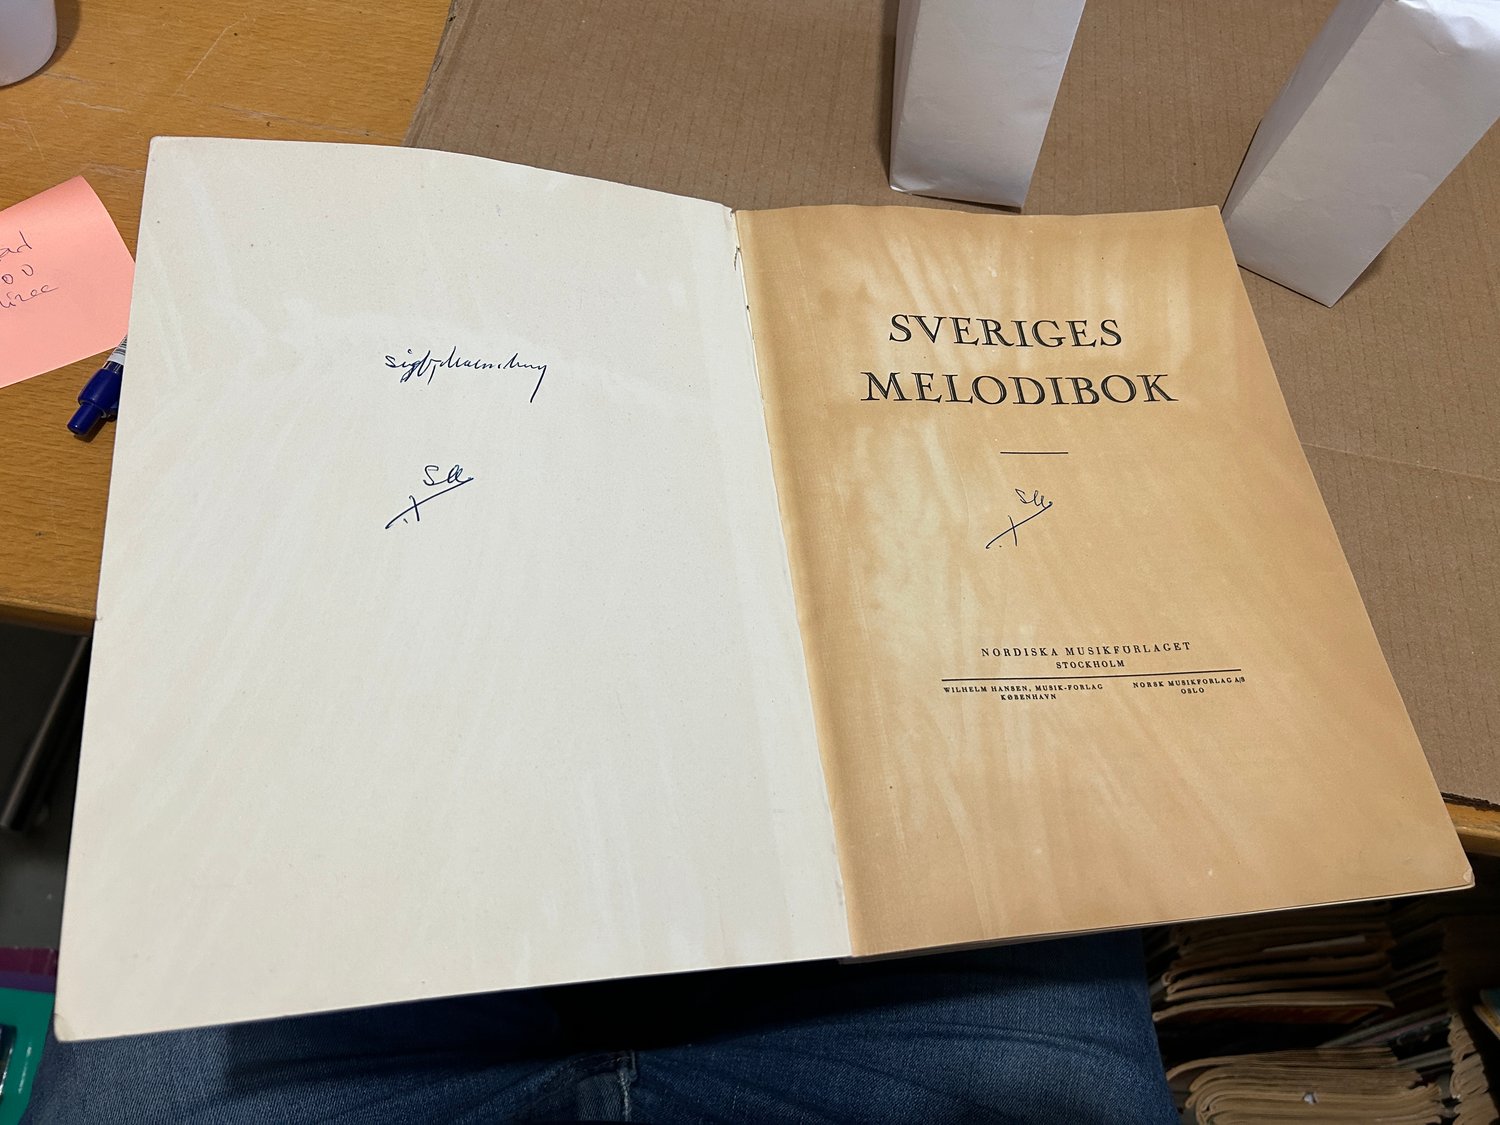 SVERIGES
MELODIBOK
NORDISKA MUSIKFÖRLAGET
STOCKHOLM
WILHELM HANSEN, MUSIK-FORLAG
KØBENHAVN
NORSK MUSIKFORLAG A/S
OSLO